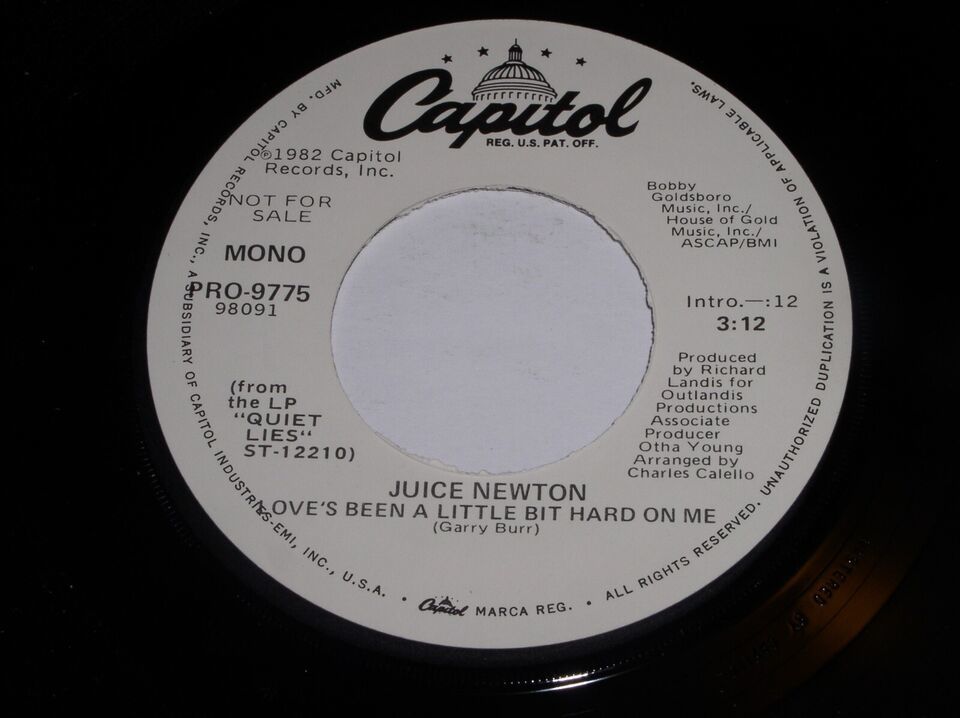 Capitol
REG. U.S. PAT. OFF.
℗1982 Capitol
Records, Inc.
NOT FOR
SALE
MONO
PRO-9775
98091
(from
the LP
"QUIET
LIES"
ST-12210)
Bobby
Goldsboro
Music, Inc./
House of Gold
Music, Inc./
ASCAP/BMI
Intro.—:12
3:12
Produced
by Richard
Landis for
Outlandis
Productions
Associate
Producer
Otha Young
Arranged by
Charles Calello
JUICE NEWTON
LOVE'S BEEN A LITTLE BIT HARD ON ME
(Garry Burr)
MFD. BY CAPITOL RECORDS, INC., A SUBSIDIARY OF CAPITOL INDUSTRIES-EMI, INC., U.S.A. • Capitol MARCA REG. • ALL RIGHTS RESERVED. UNAUTHORIZED DUPLICATION IS A VIOLATION OF APPLICABLE LAWS.